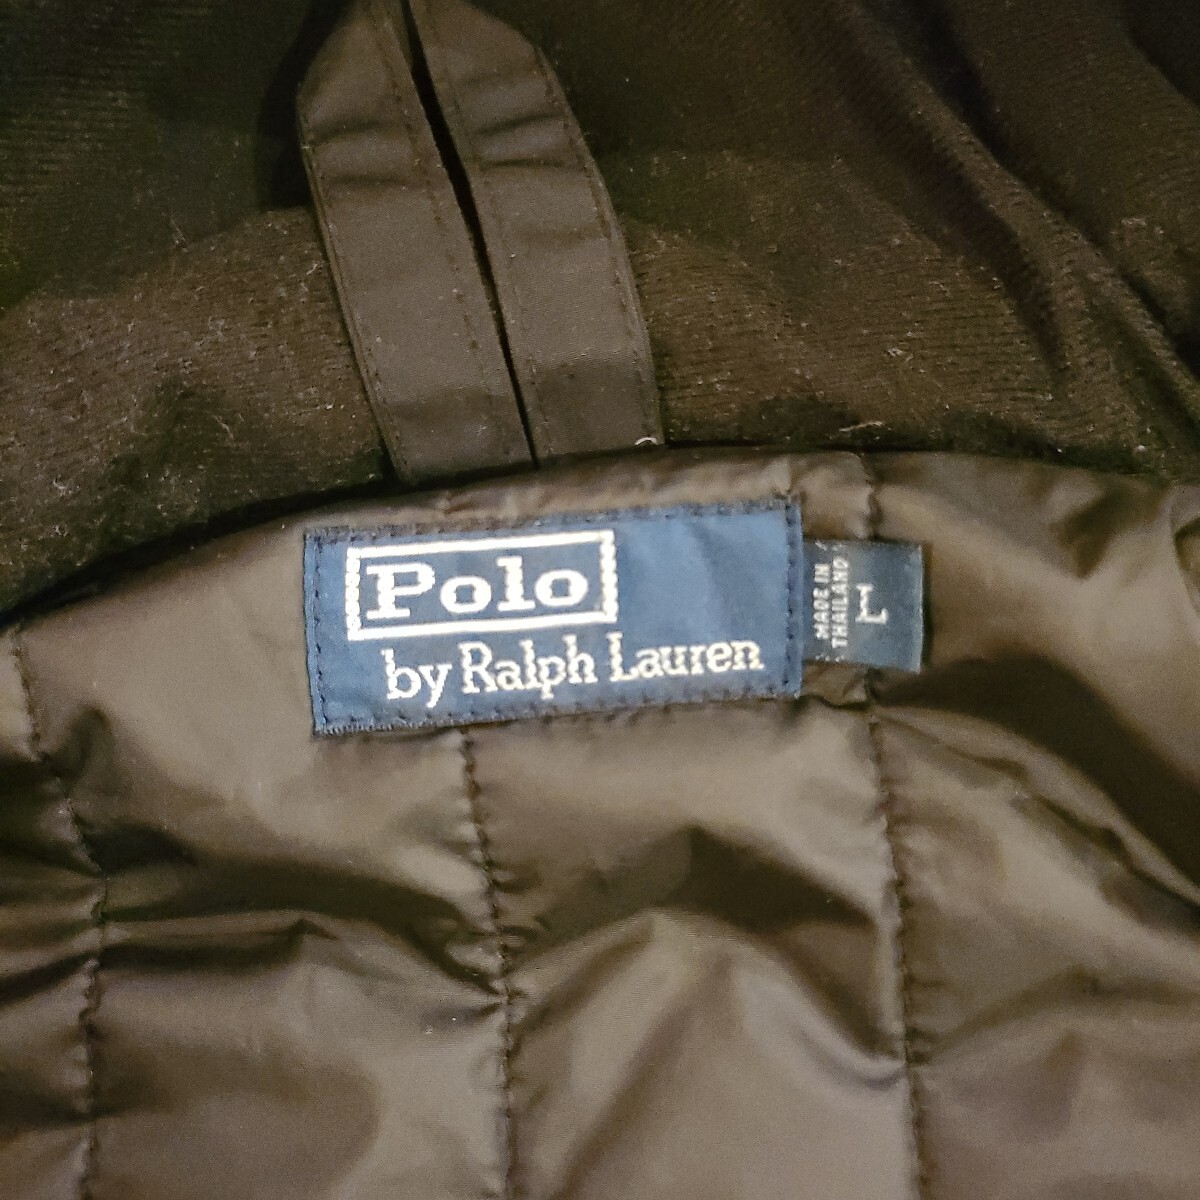 Polo
by Ralph Lauren
MADE IN
THAILAND
L